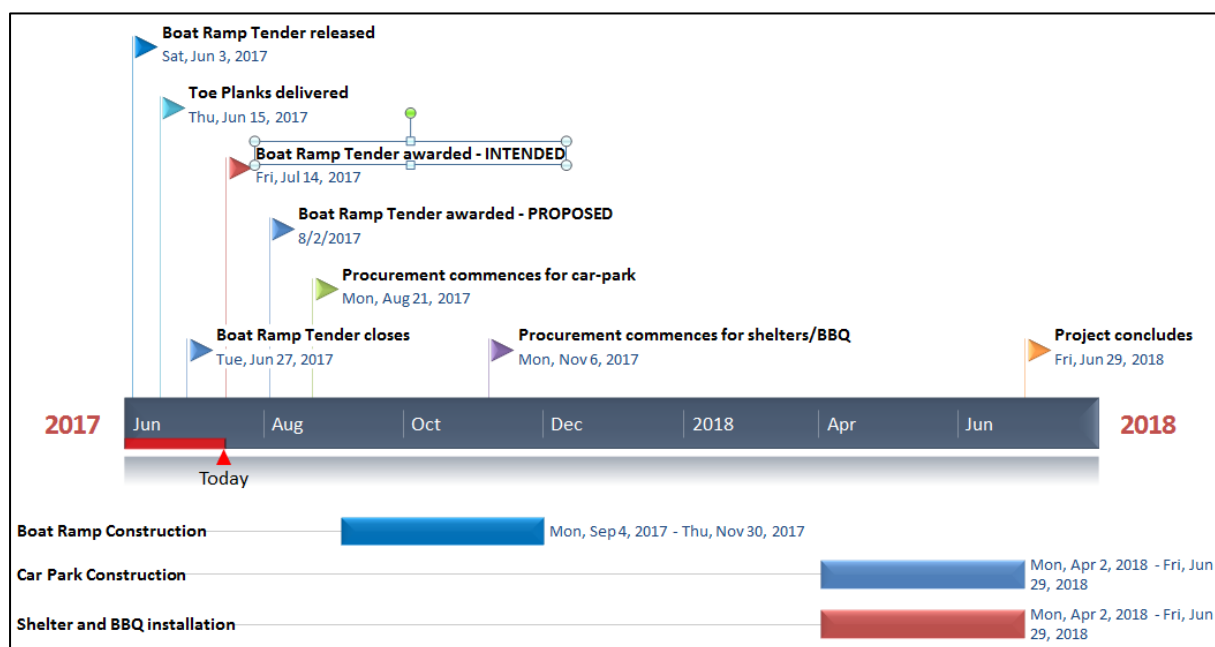 Boat Ramp Tender released
Sat, Jun 3, 2017
Toe Planks delivered
Thu, Jun 15, 2017
Boat Ramp Tender awarded - INTENDED
Fri, Jul 14, 2017
Boat Ramp Tender awarded - PROPOSED
8/2/2017
Procurement commences for car-park
Mon, Aug 21, 2017
Boat Ramp Tender closes
Tue, Jun 27, 2017
Procurement commences for shelters/BBQ
Mon, Nov 6, 2017
Project concludes
Fri, Jun 29, 2018
2017 Jun Aug Oct Dec 2018 Apr Jun 2018
Today
Boat Ramp Construction Mon, Sep 4, 2017 - Thu, Nov 30, 2017
Car Park Construction Mon, Apr 2, 2018 - Fri, Jun
29, 2018
Shelter and BBQ installation Mon, Apr 2, 2018 - Fri, Jun
29, 2018